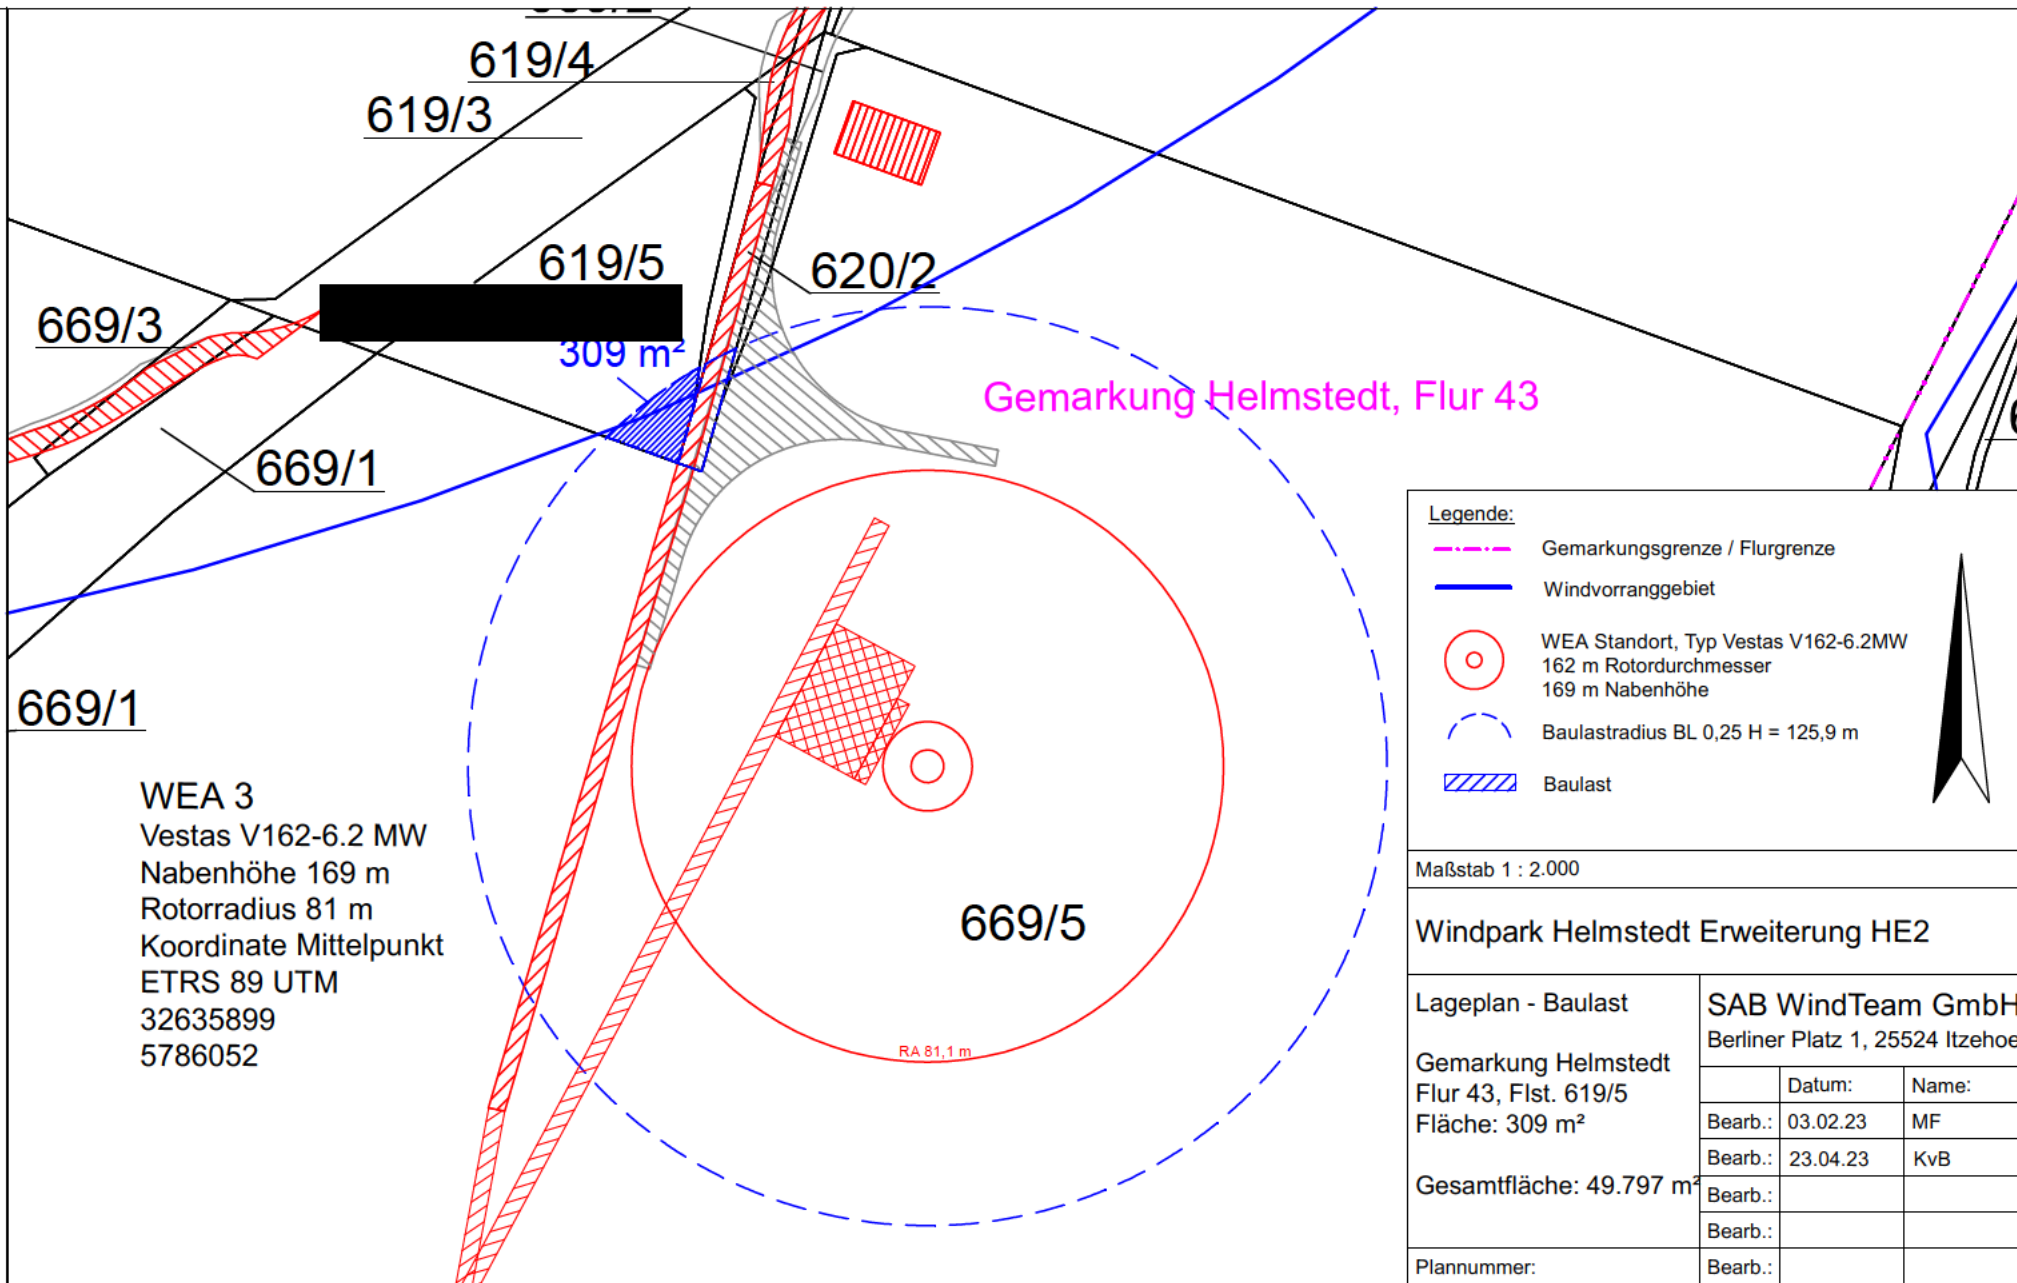 619/4
619/3
619/5
620/2
669/3
309 m²
Gemarkung Helmstedt, Flur 43
669/1
669/1
WEA 3
Vestas V162-6.2 MW
Nabenhöhe 169 m
Rotorradius 81 m
Koordinate Mittelpunkt
ETRS 89 UTM
32635899
5786052
669/5
RA 81,1 m
Legende:
Gemarkungsgrenze / Flurgrenze
Windvorranggebiet
WEA Standort, Typ Vestas V162-6.2MW
162 m Rotordurchmesser
169 m Nabenhöhe
Baulastradius BL 0,25 H = 125,9 m
Baulast
Maßstab 1 : 2.000
Windpark Helmstedt Erweiterung HE2
Lageplan - Baulast
Gemarkung Helmstedt
Flur 43, Flst. 619/5
Fläche: 309 m²
Gesamtfläche: 49.797 m²
Plannummer:
SAB WindTeam GmbH
Berliner Platz 1, 25524 Itzehoe
Datum: Name:
Bearb.: 03.02.23 MF
Bearb.: 23.04.23 KvB
Bearb.:
Bearb.:
Bearb.: